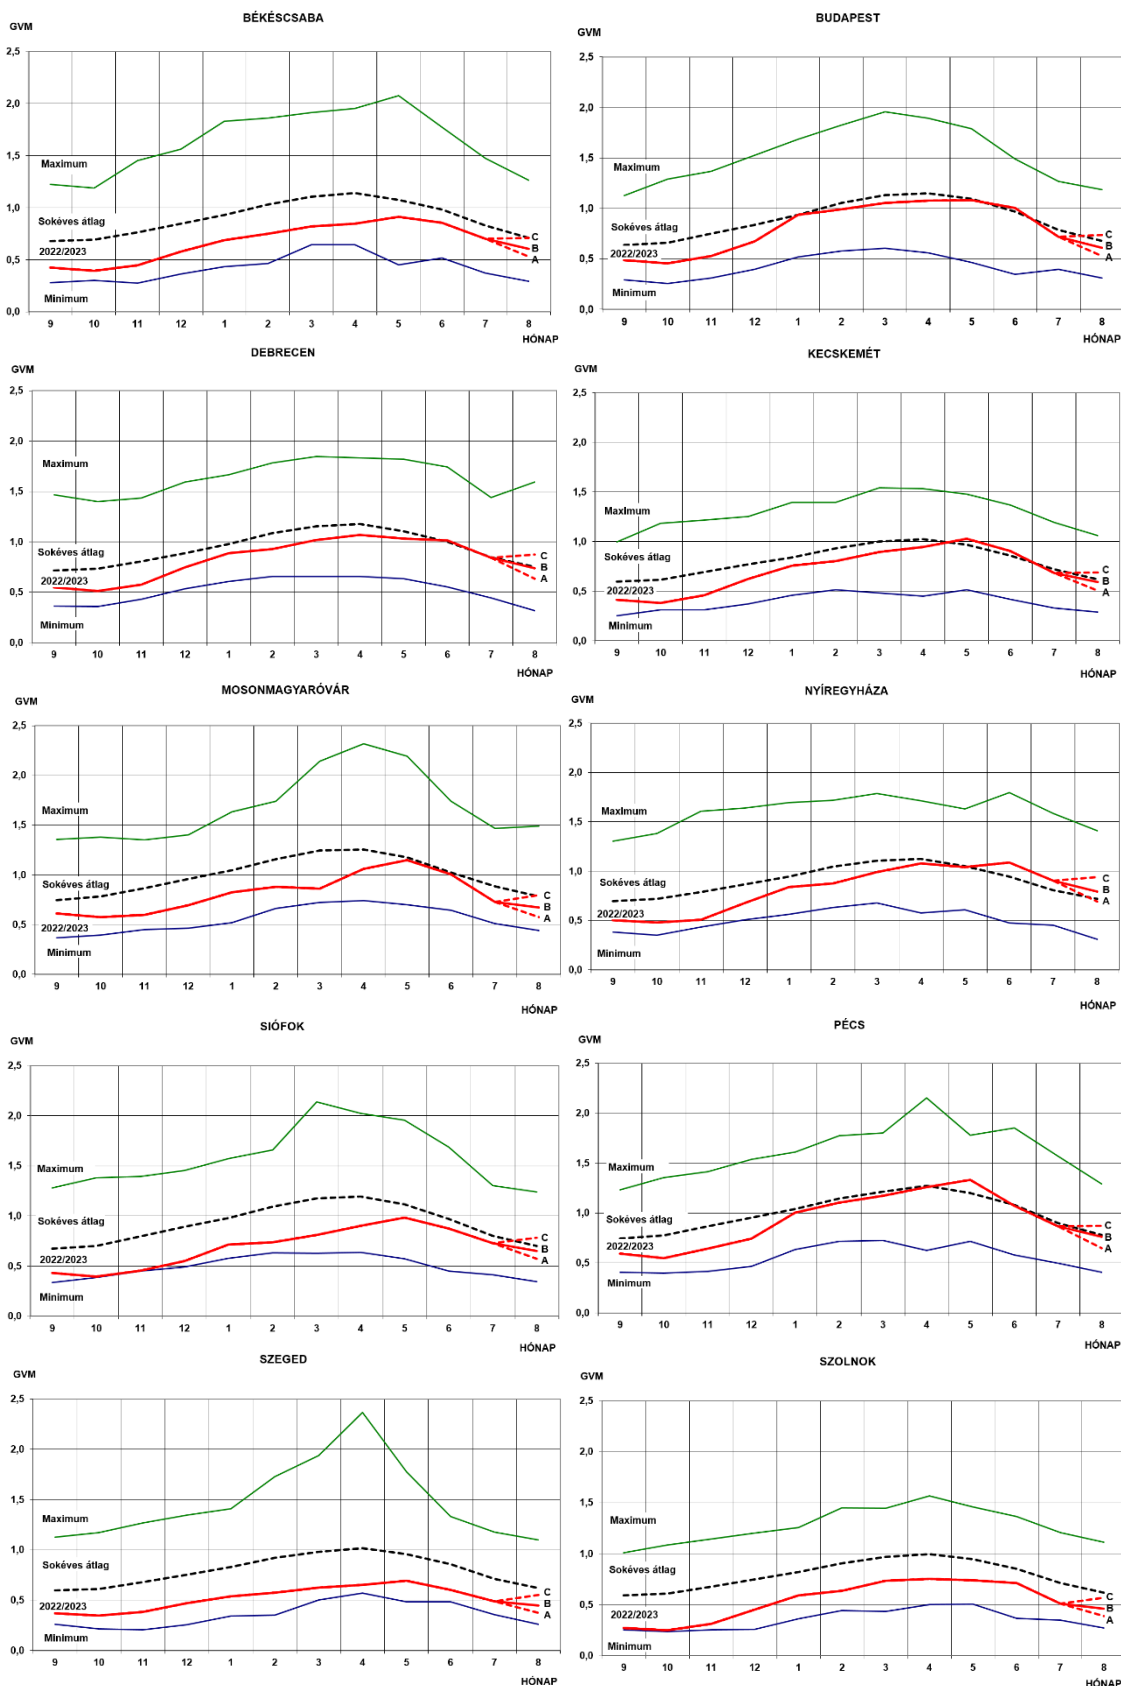 BÉKÉSCSABA
GVM
2,5
2,0
1,5
1,0
0,5
0,0
Maximum
Sokéves átlag
2022/2023
Minimum
C
B
A
9 10 11 12 1 2 3 4 5 6 7 8
HÓNAP
BUDAPEST
GVM
2,5
2,0
1,5
1,0
0,5
0,0
Maximum
Sokéves átlag
2022/2023
Minimum
C
B
A
9 10 11 12 1 2 3 4 5 6 7 8
HÓNAP
DEBRECEN
GVM
2,5
2,0
1,5
1,0
0,5
0,0
Maximum
Sokéves átlag
2022/2023
Minimum
C
B
A
9 10 11 12 1 2 3 4 5 6 7 8
HÓNAP
KECSKEMÉT
GVM
2,5
2,0
1,5
1,0
0,5
0,0
Maximum
Sokéves átlag
2022/2023
Minimum
C
B
A
9 10 11 12 1 2 3 4 5 6 7 8
HÓNAP
MOSONMAGYARÓVÁR
GVM
2,5
2,0
1,5
1,0
0,5
0,0
Maximum
Sokéves átlag
2022/2023
Minimum
C
B
A
9 10 11 12 1 2 3 4 5 6 7 8
HÓNAP
NYÍREGYHÁZA
GVM
2,5
2,0
1,5
1,0
0,5
0,0
Maximum
Sokéves átlag
2022/2023
Minimum
C
B
A
9 10 11 12 1 2 3 4 5 6 7 8
HÓNAP
SIÓFOK
GVM
2,5
2,0
1,5
1,0
0,5
0,0
Maximum
Sokéves átlag
2022/2023
Minimum
C
B
A
9 10 11 12 1 2 3 4 5 6 7 8
HÓNAP
PÉCS
GVM
2,5
2,0
1,5
1,0
0,5
0,0
Maximum
Sokéves átlag
2022/2023
Minimum
C
B
A
9 10 11 12 1 2 3 4 5 6 7 8
HÓNAP
SZEGED
GVM
2,5
2,0
1,5
1,0
0,5
0,0
Maximum
Sokéves átlag
2022/2023
Minimum
C
B
A
9 10 11 12 1 2 3 4 5 6 7 8
HÓNAP
SZOLNOK
GVM
2,5
2,0
1,5
1,0
0,5
0,0
Maximum
Sokéves átlag
2022/2023
Minimum
C
B
A
9 10 11 12 1 2 3 4 5 6 7 8
HÓNAP